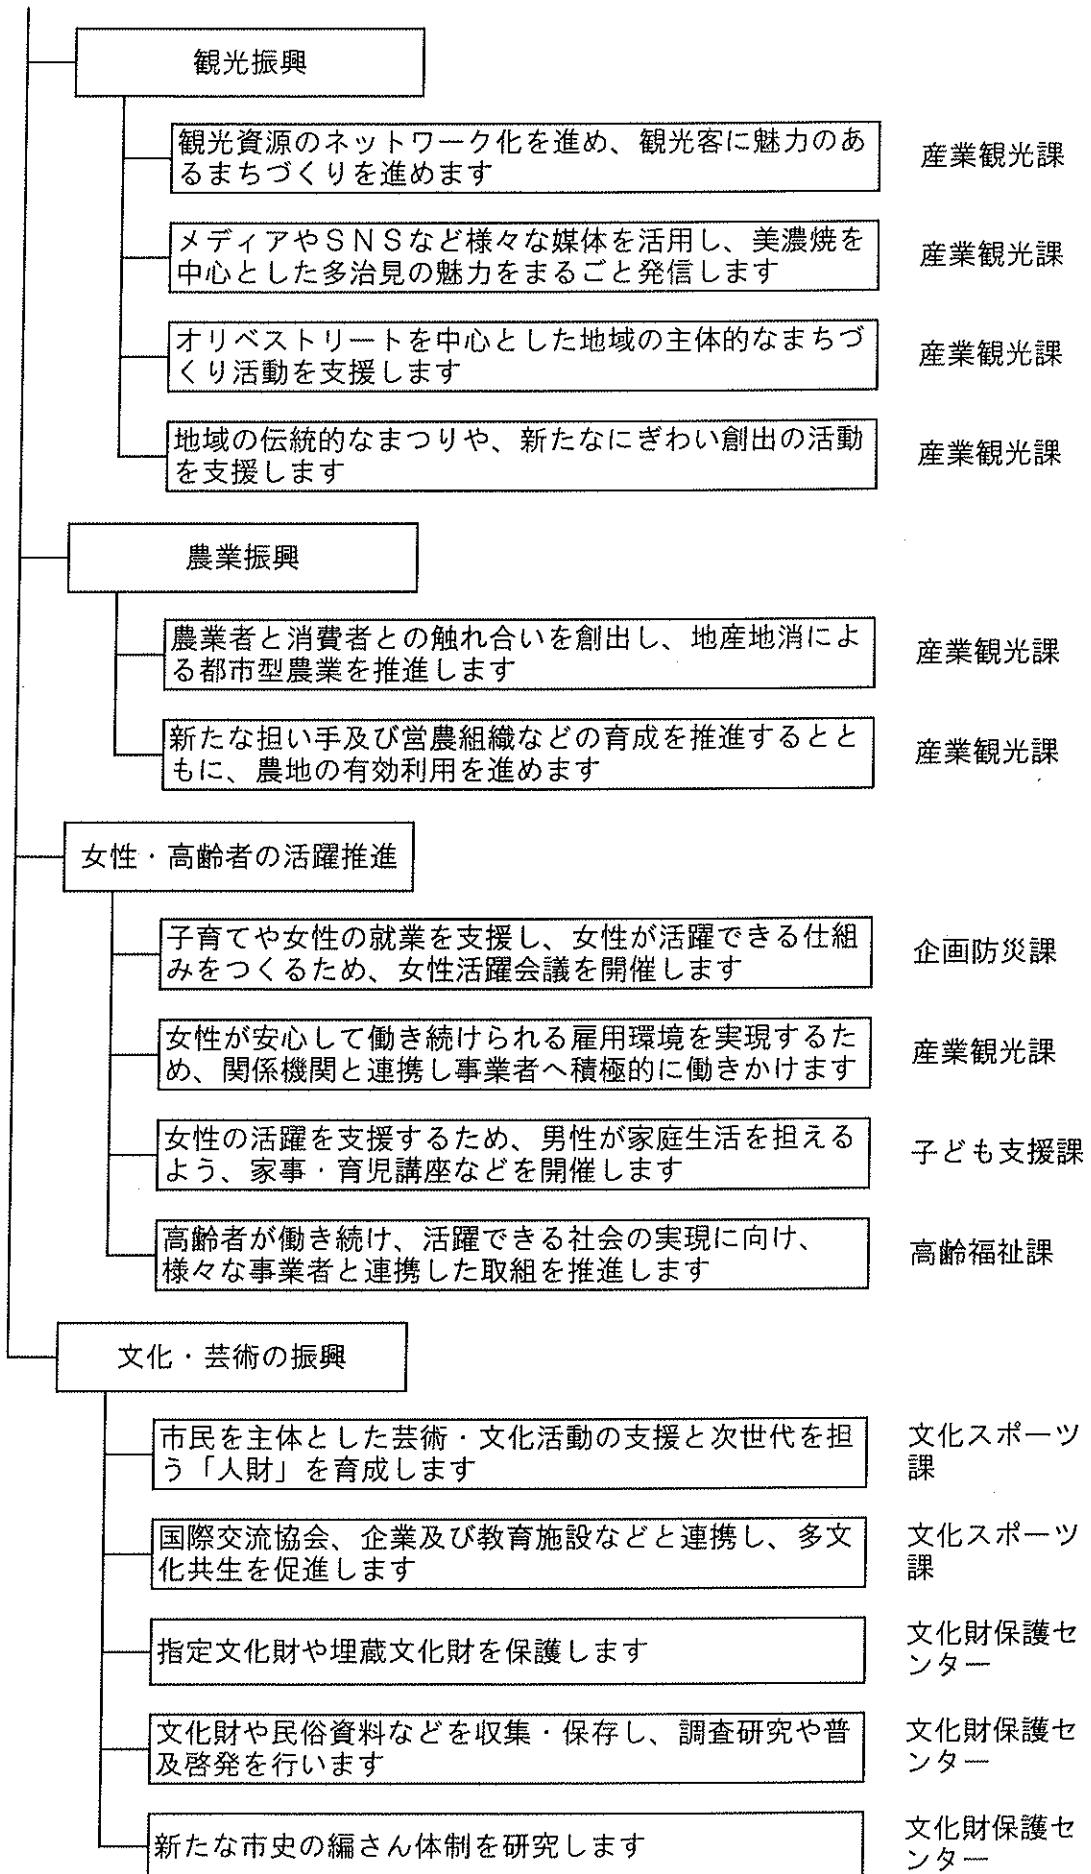 観光振興
観光資源のネットワーク化を進め、観光客に魅力のあ
るまちづくりを進めます
産業観光課
メディアやＳＮＳなど様々な媒体を活用し、美濃焼を
中心とした多治見の魅力をまるごと発信します
産業観光課
オリベストリートを中心とした地域の主体的なまちづ
くり活動を支援します
産業観光課
地域の伝統的なまつりや、新たなにぎわい創出の活動
を支援します
産業観光課
農業振興
農業者と消費者との触れ合いを創出し、地産地消によ
る都市型農業を推進します
産業観光課
新たな担い手及び営農組織などの育成を推進するとと
もに、農地の有効利用を進めます
産業観光課
女性・高齢者の活躍推進
子育てや女性の就業を支援し、女性が活躍できる仕組
みをつくるため、女性活躍会議を開催します
企画防災課
女性が安心して働き続けられる雇用環境を実現するた
め、関係機関と連携し事業者へ積極的に働きかけます
産業観光課
女性の活躍を支援するため、男性が家庭生活を担える
よう、家事・育児講座などを開催します
子ども支援課
高齢者が働き続け、活躍できる社会の実現に向け、
様々な事業者と連携した取組を推進します
高齢福祉課
文化・芸術の振興
市民を主体とした芸術・文化活動の支援と次世代を担
う「人財」を育成します
文化スポーツ
課
国際交流協会、企業及び教育施設などと連携し、多文
化共生を促進します
文化スポーツ
課
指定文化財や埋蔵文化財を保護します
文化財保護セ
ンター
文化財や民俗資料などを収集・保存し、調査研究や普
及啓発を行います
文化財保護セ
ンター
新たな市史の編さん体制を研究します
文化財保護セ
ンター